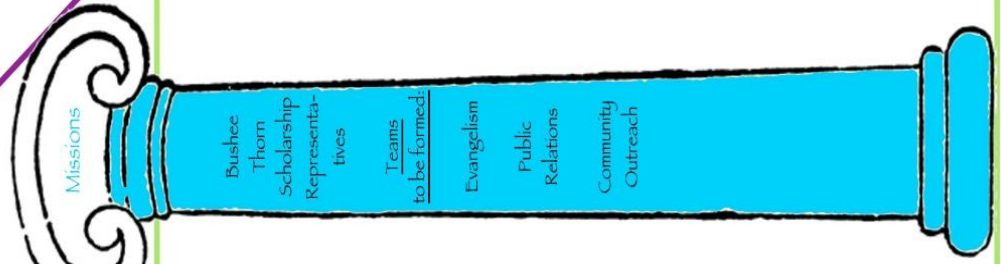 Missions
Bushee
Thorn
Scholarship
Representa-
tives
Teams
to be formed:
Evangelism
Public
Relations
Community
Outreach